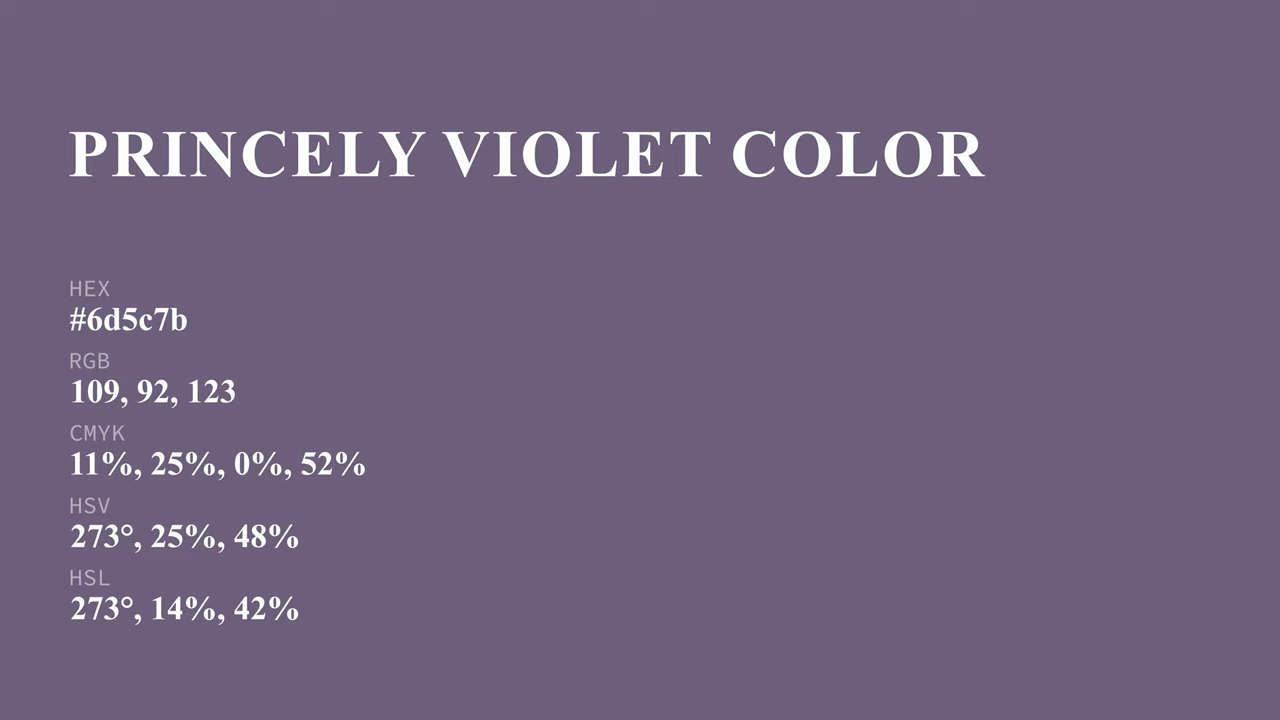 PRINCELY VIOLET COLOR
HEX
#6d5c7b
RGB
109, 92, 123
CMYK
11%, 25%, 0%, 52%
HSV
273°, 25%, 48%
HSL
273°, 14%, 42%